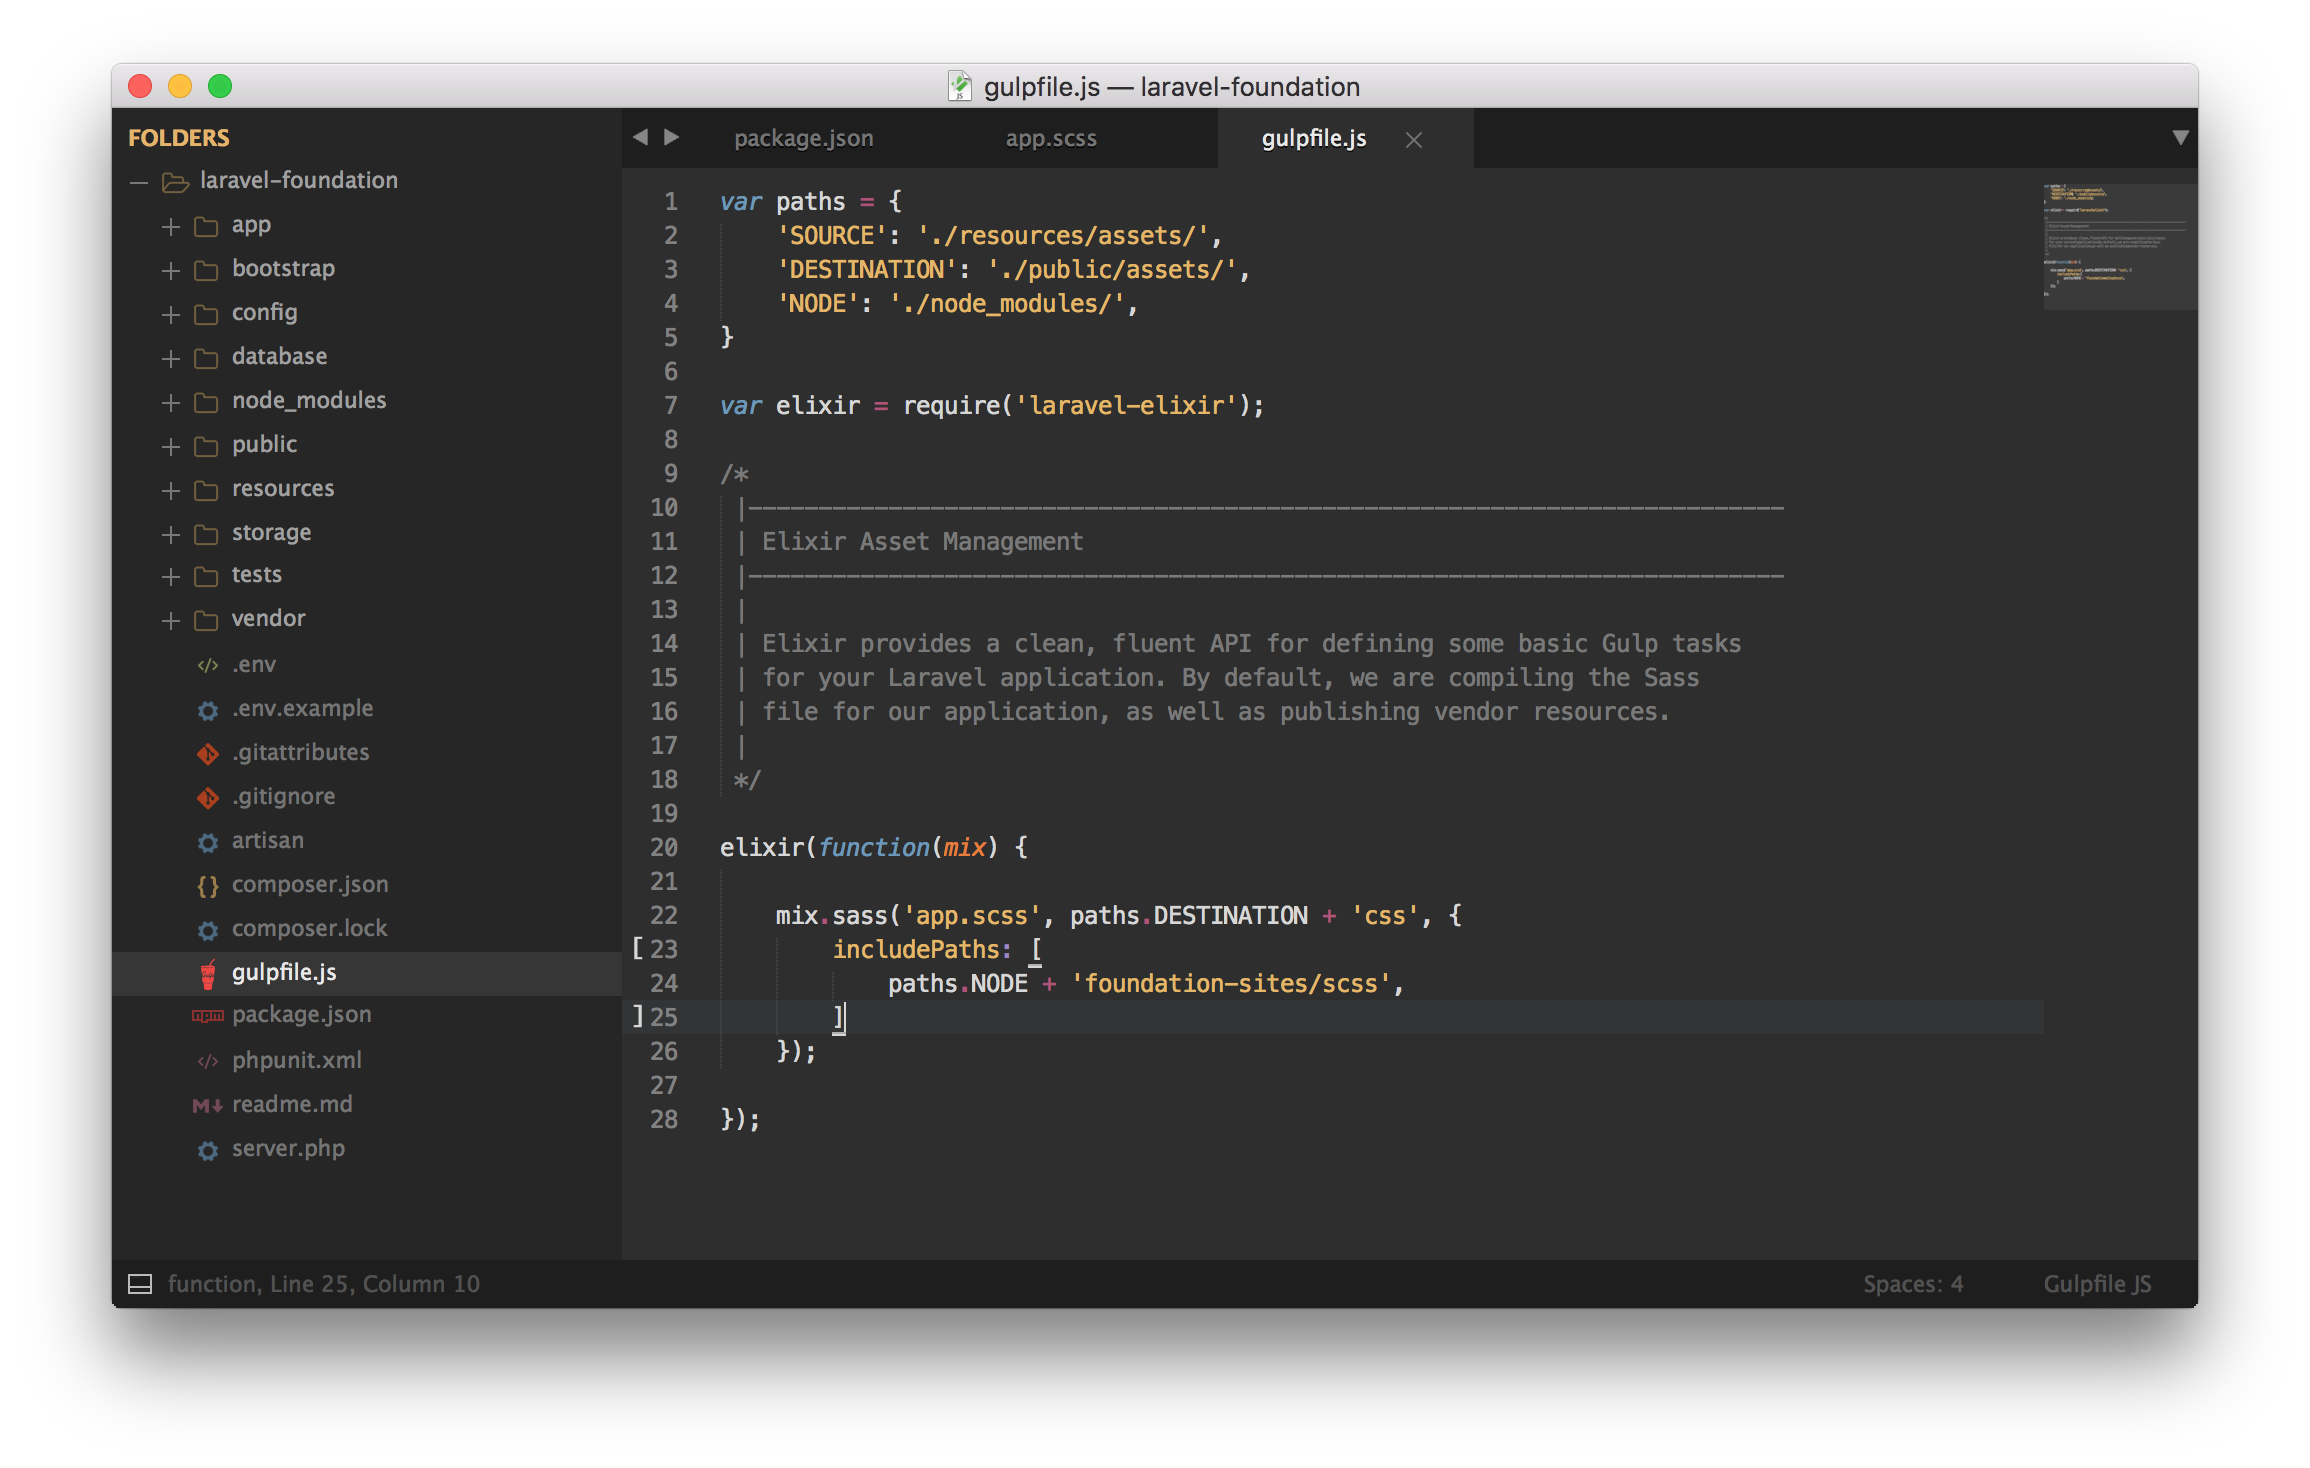 gulpfile.js — laravel-foundation
FOLDERS
laravel-foundation
app
bootstrap
config
database
node_modules
public
resources
storage
tests
vendor
.env
.env.example
.gitattributes
.gitignore
artisan
composer.json
composer.lock
gulpfile.js
package.json
phpunit.xml
readme.md
server.php
package.json app.scss gulpfile.js
1 var paths = {
2 'SOURCE': './resources/assets/',
3 'DESTINATION': './public/assets/',
4 'NODE': './node_modules/',
5 }
6
7 var elixir = require('laravel-elixir');
8
9 /*
10 |--------------------------------------------------------------------------
11 | Elixir Asset Management
12 |--------------------------------------------------------------------------
13 |
14 | Elixir provides a clean, fluent API for defining some basic Gulp tasks
15 | for your Laravel application. By default, we are compiling the Sass
16 | file for our application, as well as publishing vendor resources.
17 |
18 */
19
20 elixir(function(mix) {
21
22 mix.sass('app.scss', paths.DESTINATION + 'css', {
[ 23 includePaths: [
24 paths.NODE + 'foundation-sites/scss',
] 25 ]
26 });
27
28 });
function, Line 25, Column 10
Spaces: 4 Gulpfile JS